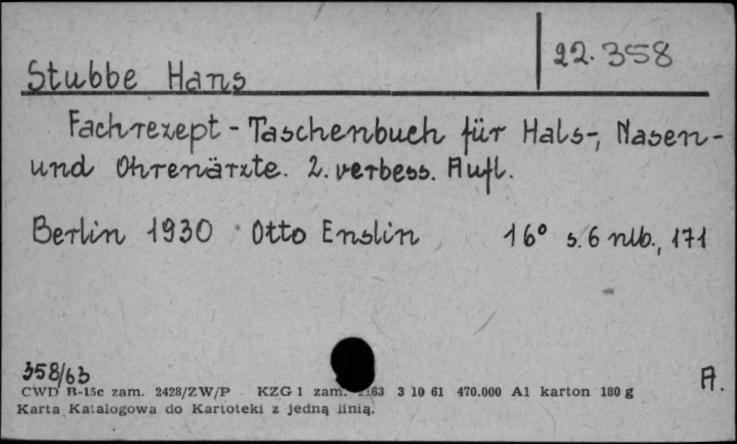 22.358
Stubbe Hans
Fachrezept - Taschenbuch für Hals-, Nasen-
und Ohrenärzte. 2. verbess. Aufl.
Berlin 1930 Otto Enslin 16° s. 6 nlb., 171
358/63
A.
CWD B-15c zam. 2428/ZW/P KZG 1 zam. 2163 3 10 61 470.000 A1 karton 180 g
Karta Katalogowa do Kartoteki z jedną linią.